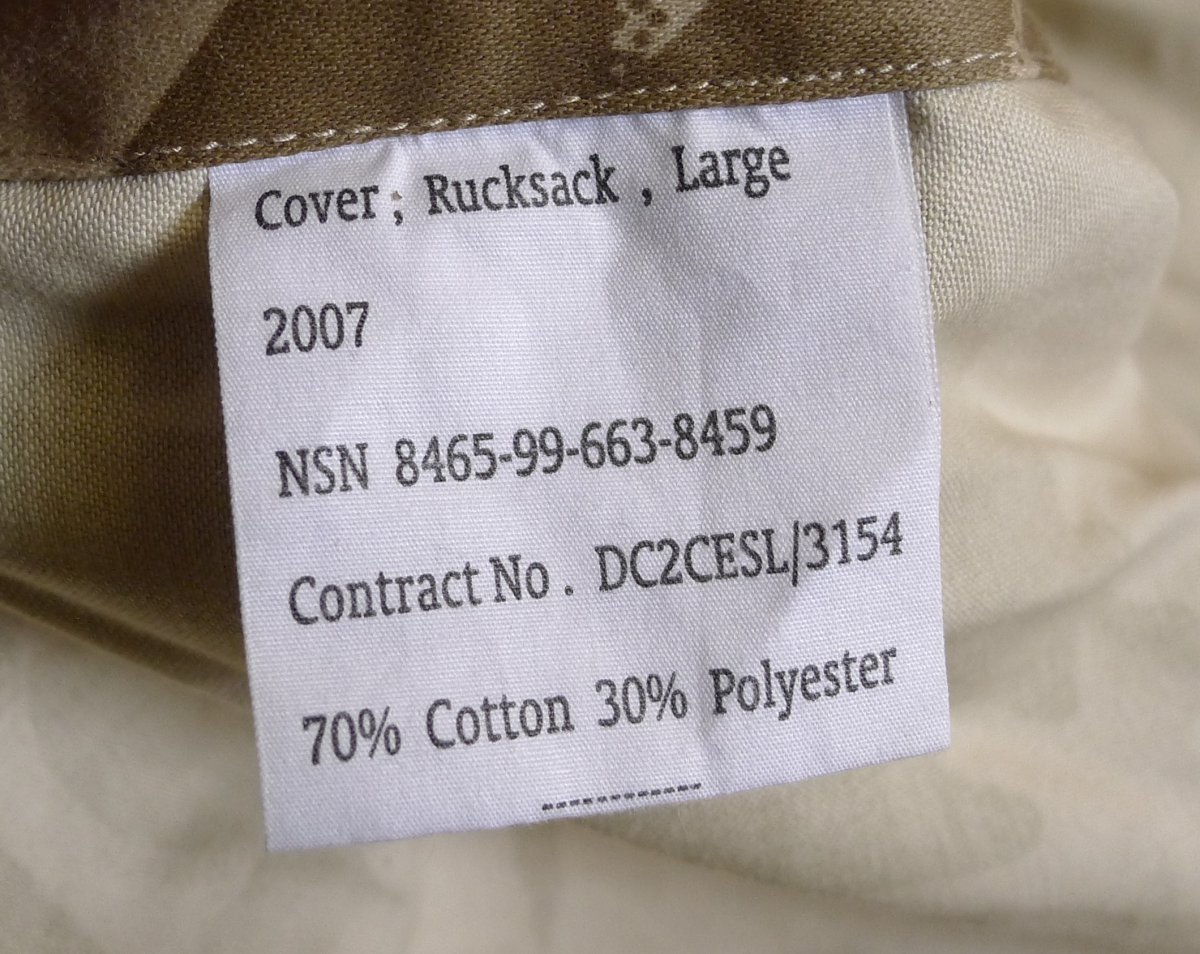 Cover; Rucksack, Large
2007
NSN 8465-99-663-8459
Contract No. DC2CESL/3154
70% Cotton 30% Polyester
------------